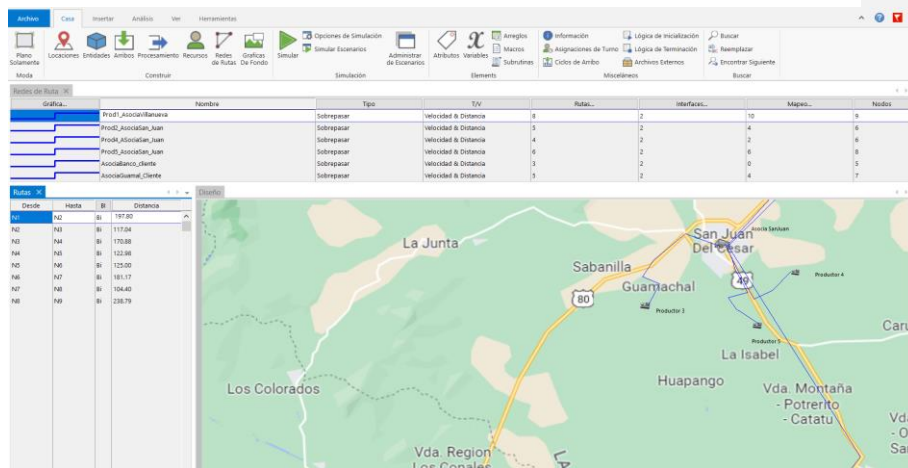 Archivo Casa Insertar Análisis Ver Herramientas
Plano Solamente
Locaciones Entidades Arribos Procesamiento Recursos Redes de Rutas Graficas De Fondo
Simular
Opciones de Simulación
Simular Escenarios
Administrar de Escenarios
Atributos Variables
Arreglos
Macros
Subrutinas
Información
Asignaciones de Turno
Ciclos de Arribo
Lógica de Inicialización
Lógica de Terminación
Archivos Externos
Buscar
Reemplazar
Encontrar Siguiente
Moda Construir Simulación Elements Misceláneos Buscar
Redes de Ruta
Gráfica... Nombre Tipo T/V Rutas... Interfaces... Mapeo... Nodos
Prod1_AsociaVillanueva Sobrepasar Velocidad & Distancia 8 2 10 9
Prod2_AsociaSan_Juan Sobrepasar Velocidad & Distancia 5 2 4 6
Prod4_ASociaSan_Juan Sobrepasar Velocidad & Distancia 4 2 2 6
Prod5_AsociaSan_Juan Sobrepasar Velocidad & Distancia 6 2 6 8
AsociaBanco_cliente Sobrepasar Velocidad & Distancia 3 2 0 5
AsociaGuamal_Cliente Sobrepasar Velocidad & Distancia 5 2 4 7
Rutas
Desde Hasta BI Distancia
N1 N2 Bi 197.80
N2 N3 Bi 117.04
N3 N4 Bi 170.88
N4 N5 Bi 122.98
N5 N6 Bi 125.00
N6 N7 Bi 181.17
N7 N8 Bi 104.40
N8 N9 Bi 238.79
Diseño
La Junta
San Juan Del Cesar
Asocia SanJuan
Sabanilla
Guamachal
49
80
Productor 4
Productor 5
La Isabel
Huapango
Los Colorados
Vda. Montaña - Potrerito - Catatu
Vda. Region Los Conales